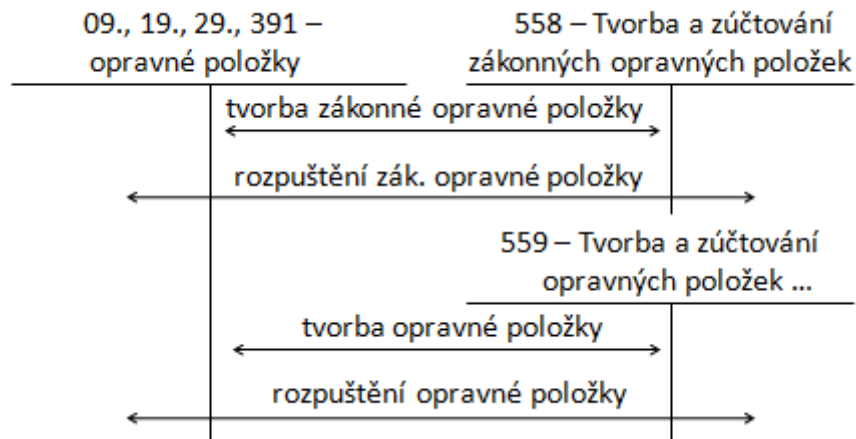 09., 19., 29., 391 –
opravné položky
558 – Tvorba a zúčtování
zákonných opravných položek
tvorba zákonné opravné položky
rozpuštění zák. opravné položky
559 – Tvorba a zúčtování
opravných položek ...
tvorba opravné položky
rozpuštění opravné položky